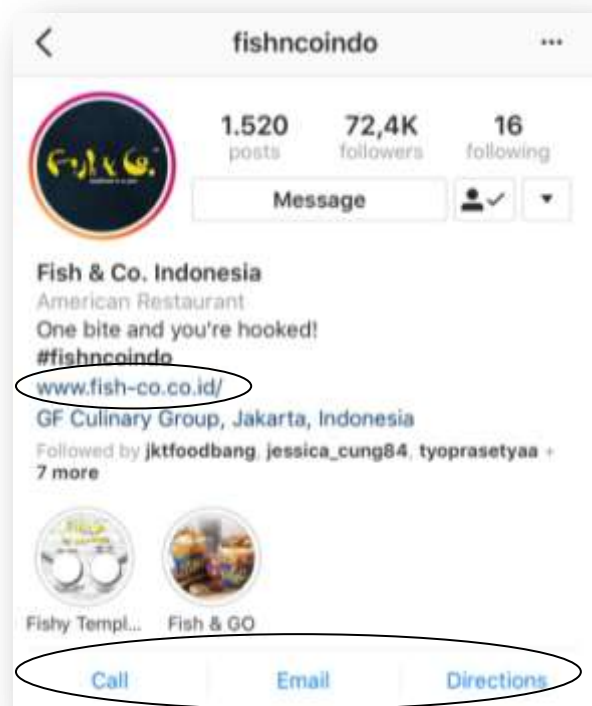 fishncoindo
1.520 72,4K 16
posts followers following
Message
Fish & Co.
Fish & Co. Indonesia
American Restaurant
One bite and you're hooked!
#fishncoindo
www.fish-co.co.id/
GF Culinary Group, Jakarta, Indonesia
Followed by jktfoodbang, jessica_cung84, tyoprasetyaa +
7 more
Fishy Templ... Fish & GO
Call Email Directions